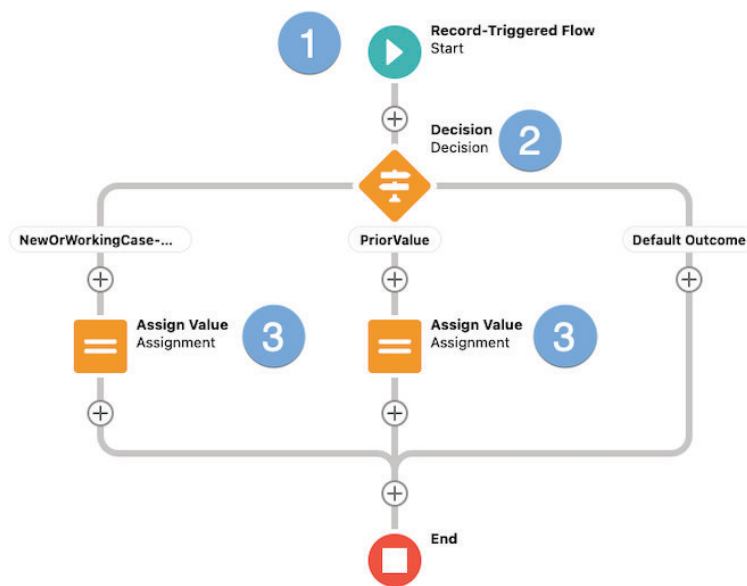 1
Record-Triggered Flow
Start
Decision
Decision
2
NewOrWorkingCase-...
PriorValue
Default Outcome
Assign Value
Assignment
3
Assign Value
Assignment
3
End